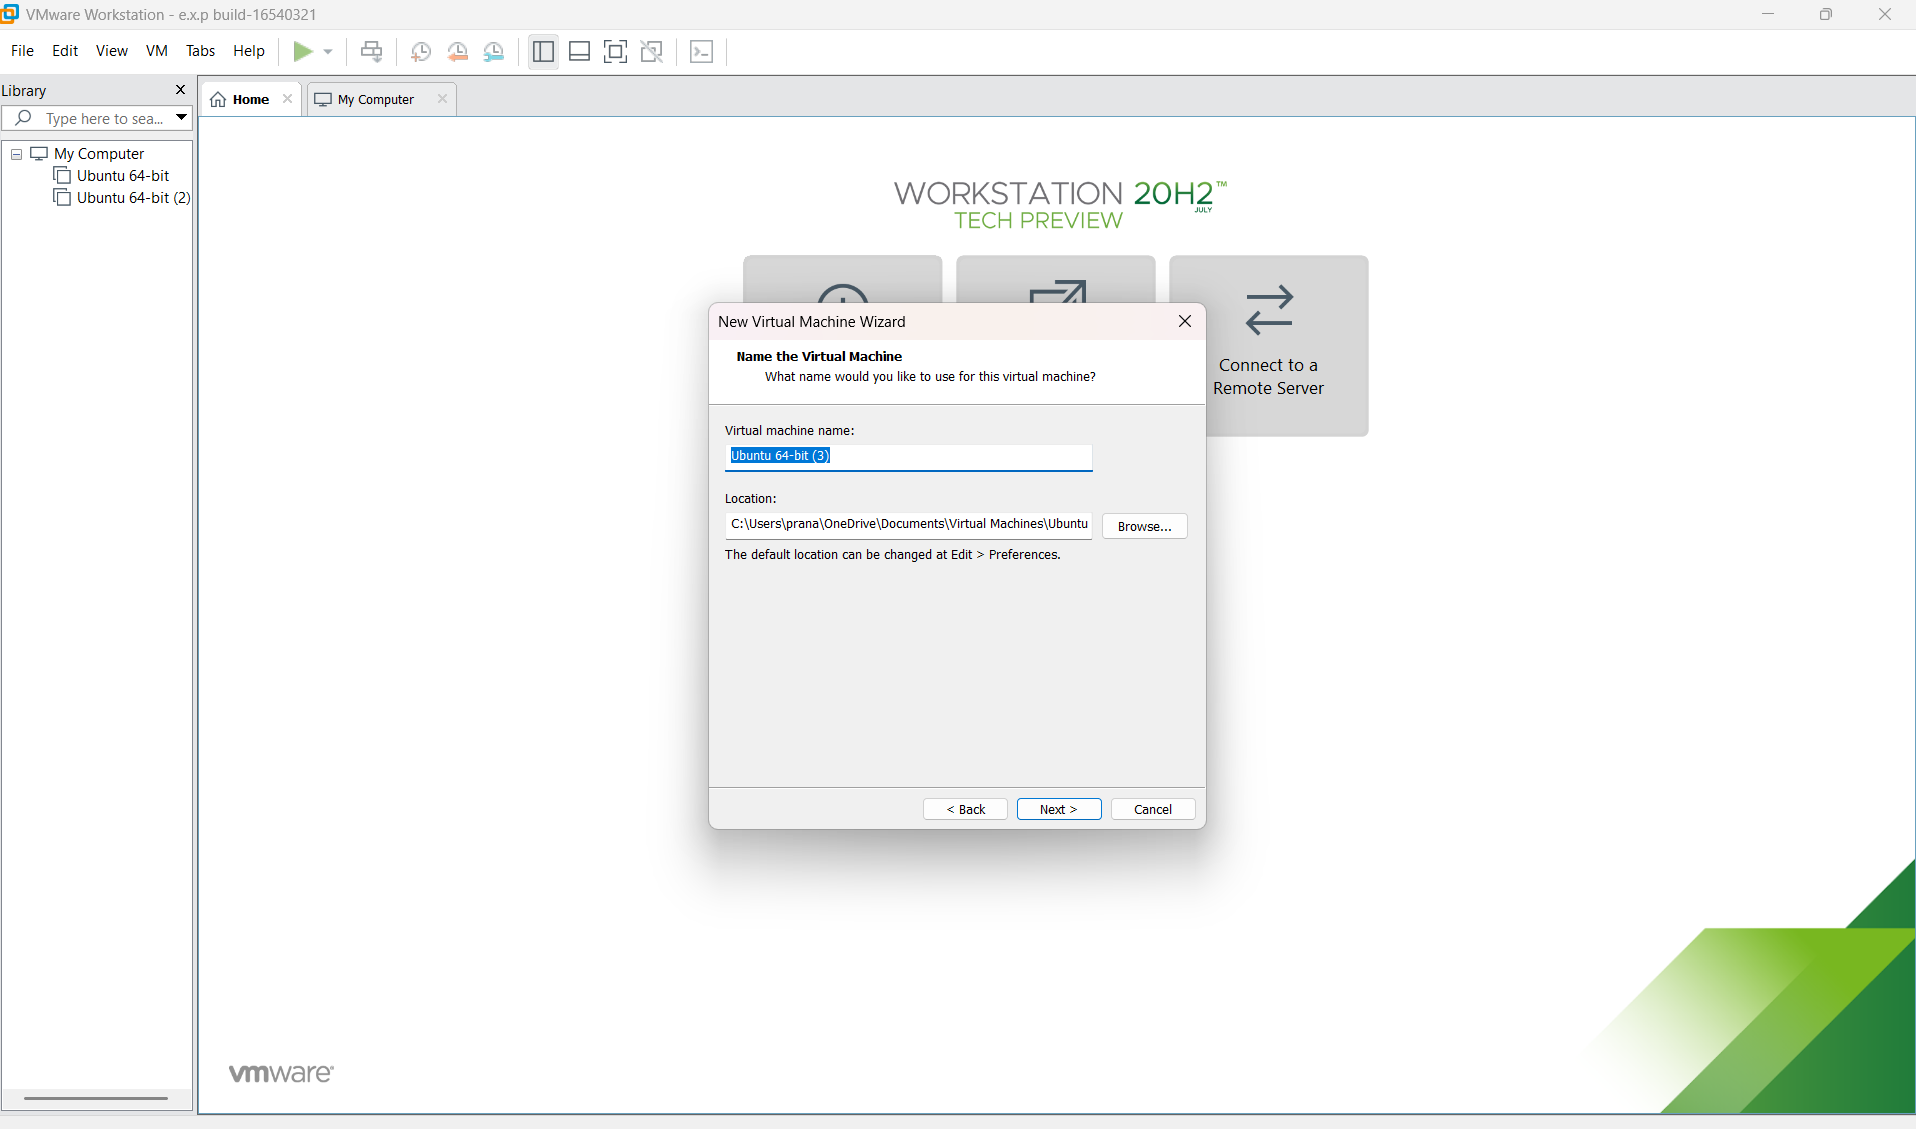 VMware Workstation - e.x.p build-16540321
File Edit View VM Tabs Help
Library
Type here to sea...
My Computer
Ubuntu 64-bit
Ubuntu 64-bit (2)
Home
My Computer
WORKSTATION 20H2™
JULY
TECH PREVIEW
Connect to a
Remote Server
New Virtual Machine Wizard
Name the Virtual Machine
What name would you like to use for this virtual machine?
Virtual machine name:
Ubuntu 64-bit (3)
Location:
C:\Users\prana\OneDrive\Documents\Virtual Machines\Ubuntu
Browse...
The default location can be changed at Edit > Preferences.
< Back Next > Cancel
vmware®